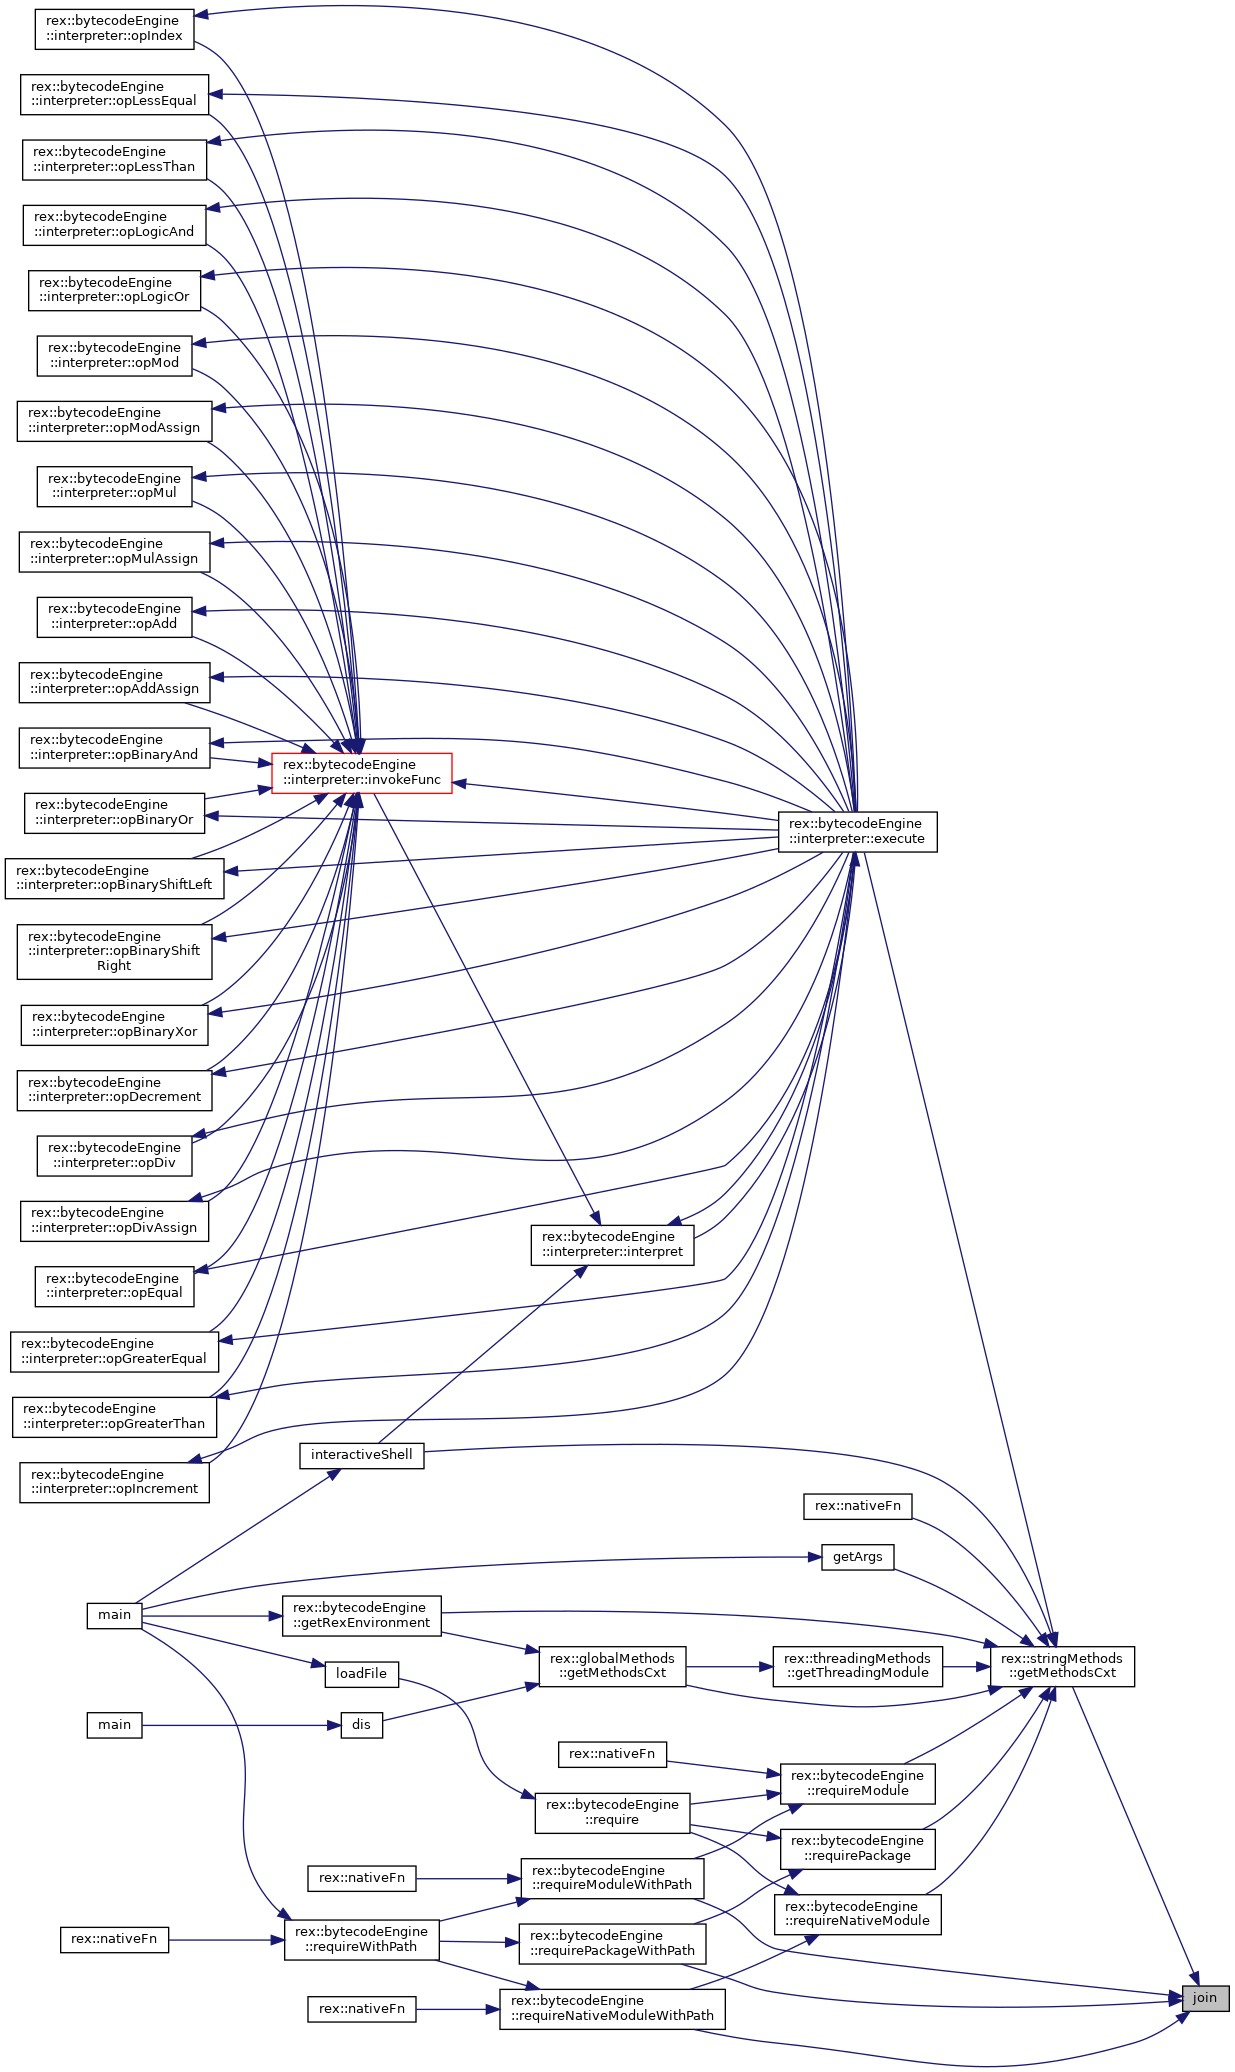 rex::bytecodeEngine
::interpreter::opIndex
rex::bytecodeEngine
::interpreter::opLessEqual
rex::bytecodeEngine
::interpreter::opLessThan
rex::bytecodeEngine
::interpreter::opLogicAnd
rex::bytecodeEngine
::interpreter::opLogicOr
rex::bytecodeEngine
::interpreter::opMod
rex::bytecodeEngine
::interpreter::opModAssign
rex::bytecodeEngine
::interpreter::opMul
rex::bytecodeEngine
::interpreter::opMulAssign
rex::bytecodeEngine
::interpreter::opAdd
rex::bytecodeEngine
::interpreter::opAddAssign
rex::bytecodeEngine
::interpreter::opBinaryAnd
rex::bytecodeEngine
::interpreter::invokeFunc
rex::bytecodeEngine
::interpreter::opBinaryOr
rex::bytecodeEngine
::interpreter::execute
rex::bytecodeEngine
::interpreter::opBinaryShiftLeft
rex::bytecodeEngine
::interpreter::opBinaryShift
Right
rex::bytecodeEngine
::interpreter::opBinaryXor
rex::bytecodeEngine
::interpreter::opDecrement
rex::bytecodeEngine
::interpreter::opDiv
rex::bytecodeEngine
::interpreter::opDivAssign
rex::bytecodeEngine
::interpreter::interpret
rex::bytecodeEngine
::interpreter::opEqual
rex::bytecodeEngine
::interpreter::opGreaterEqual
rex::bytecodeEngine
::interpreter::opGreaterThan
interactiveShell
rex::bytecodeEngine
::interpreter::opIncrement
rex::nativeFn
getArgs
main
rex::bytecodeEngine
::getRexEnvironment
rex::globalMethods
::getMethodsCxt
rex::threadingMethods
::getThreadingModule
rex::stringMethods
::getMethodsCxt
loadFile
main
dis
rex::nativeFn
rex::bytecodeEngine
::requireModule
rex::bytecodeEngine
::require
rex::bytecodeEngine
::requirePackage
rex::nativeFn
rex::bytecodeEngine
::requireModuleWithPath
rex::bytecodeEngine
::requireNativeModule
rex::nativeFn
rex::bytecodeEngine
::requireWithPath
rex::bytecodeEngine
::requirePackageWithPath
join
rex::nativeFn
rex::bytecodeEngine
::requireNativeModuleWithPath